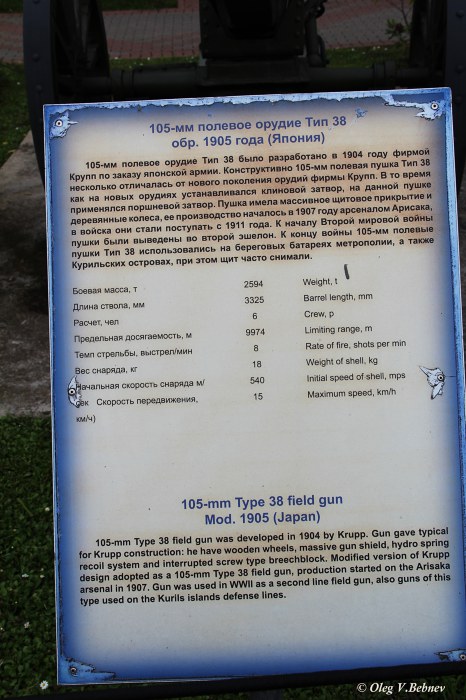 105-мм полевое орудие Тип 38
обр. 1905 года (Япония)
105-мм полевое орудие Тип 38 было разработано в 1904 году фирмой
Крупп по заказу японской армии. Конструктивно 105-мм полевая пушка Тип 38
несколько отличалась от нового поколения орудий фирмы Крупп. В то время
как на новых орудиях устанавливался клиновой затвор, на данной пушке
применялся поршневой затвор. Пушка имела массивное щитовое прикрытие и
деревянные колеса, ее производство началось в 1907 году арсеналом Арисака,
в войска они стали поступать с 1911 года. К началу Второй мировой войны
пушки были выведены во второй эшелон. К концу войны 105-мм полевые
пушки Тип 38 использовались на береговых батареях метрополии, а также
Курильских островах, при этом щит часто снимали.
Боевая масса, т 2594 Weight, t
Длина ствола, мм 3325 Barrel length, mm
Расчет, чел 6 Crew, p
Предельная досягаемость, м 9974 Limiting range, m
Темп стрельбы, выстрел/мин 8 Rate of fire, shots per min
Вес снаряда, кг 18 Weight of shell, kg
Начальная скорость снаряда м/ 540 Initial speed of shell, mps
сек Скорость передвижения, 15 Maximum speed, km/h
км/ч)
105-mm Type 38 field gun
Mod. 1905 (Japan)
105-mm Type 38 field gun was developed in 1904 by Krupp. Gun gave typical
for Krupp construction: he have wooden wheels, massive gun shield, hydro spring
recoil system and interrupted screw type breechblock. Modified version of Krupp
design adopted as a 105-mm Type 38 field gun, production started on the Arisaka
arsenal in 1907. Gun was used in WWII as a second line field gun, also guns of this
type used on the Kurils islands defense lines.
© Oleg V.Bebnev